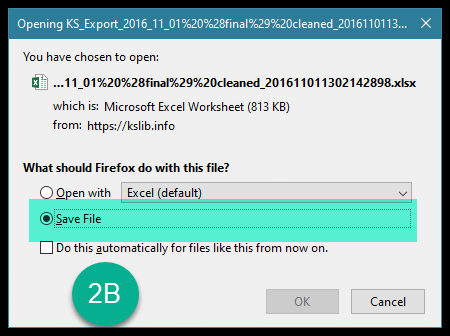 Opening KS_Export_2016_11_01%20%28final%29%20cleaned_2016110113...
You have chosen to open:
...11_01%20%28final%29%20cleaned_201611011302142898.xlsx
which is: Microsoft Excel Worksheet (813 KB)
from: https://kslib.info
What should Firefox do with this file?
Open with Excel (default)
Save File
Do this automatically for files like this from now on.
2B
OK Cancel